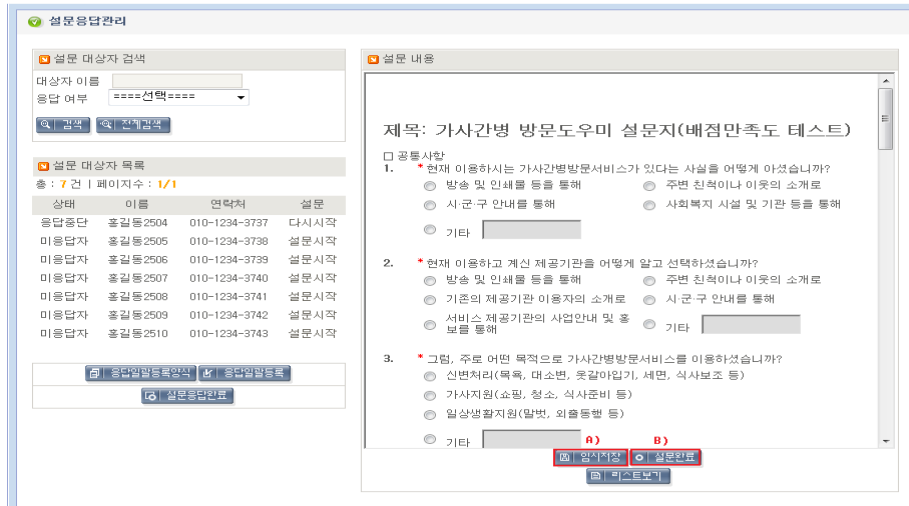 설문응답관리
설문 대상자 검색
대상자 이름
응답 여부 ====선택====
검색 전체검색
설문 대상자 목록
총 : 7 건 | 페이지수 : 1/1
상태 이름 연락처 설문
응답중단 홍길동2504 010-1234-3737 다시시작
미응답자 홍길동2505 010-1234-3738 설문시작
미응답자 홍길동2506 010-1234-3739 설문시작
미응답자 홍길동2507 010-1234-3740 설문시작
미응답자 홍길동2508 010-1234-3741 설문시작
미응답자 홍길동2509 010-1234-3742 설문시작
미응답자 홍길동2510 010-1234-3743 설문시작
응답일괄등록양식 응답일괄등록
설문응답완료
설문 내용
제목: 가사간병 방문도우미 설문지(배점만족도 테스트)
□ 공통사항
1. *현재 이용하시는 가사간병방문서비스가 있다는 사실을 어떻게 아셨습니까?
방송 및 인쇄물 등을 통해 주변 친척이나 이웃의 소개로
시·군·구 안내를 통해 사회복지 시설 및 기관 등을 통해
기타
2. *현재 이용하고 계신 제공기관을 어떻게 알고 선택하셨습니까?
방송 및 인쇄물 등을 통해 주변 친척이나 이웃의 소개로
기존의 제공기관 이용자의 소개로 시·군·구 안내를 통해
서비스 제공기관의 사업안내 및 홍
보를 통해 기타
3. *그럼, 주로 어떤 목적으로 가사간병방문서비스를 이용하셨습니까?
신변처리(목욕, 대소변, 옷갈아입기, 세면, 식사보조 등)
가사지원(쇼핑, 청소, 식사준비 등)
일상생활지원(말벗, 외출동행 등)
기타
A) B)
임시저장 설문완료
리스트보기